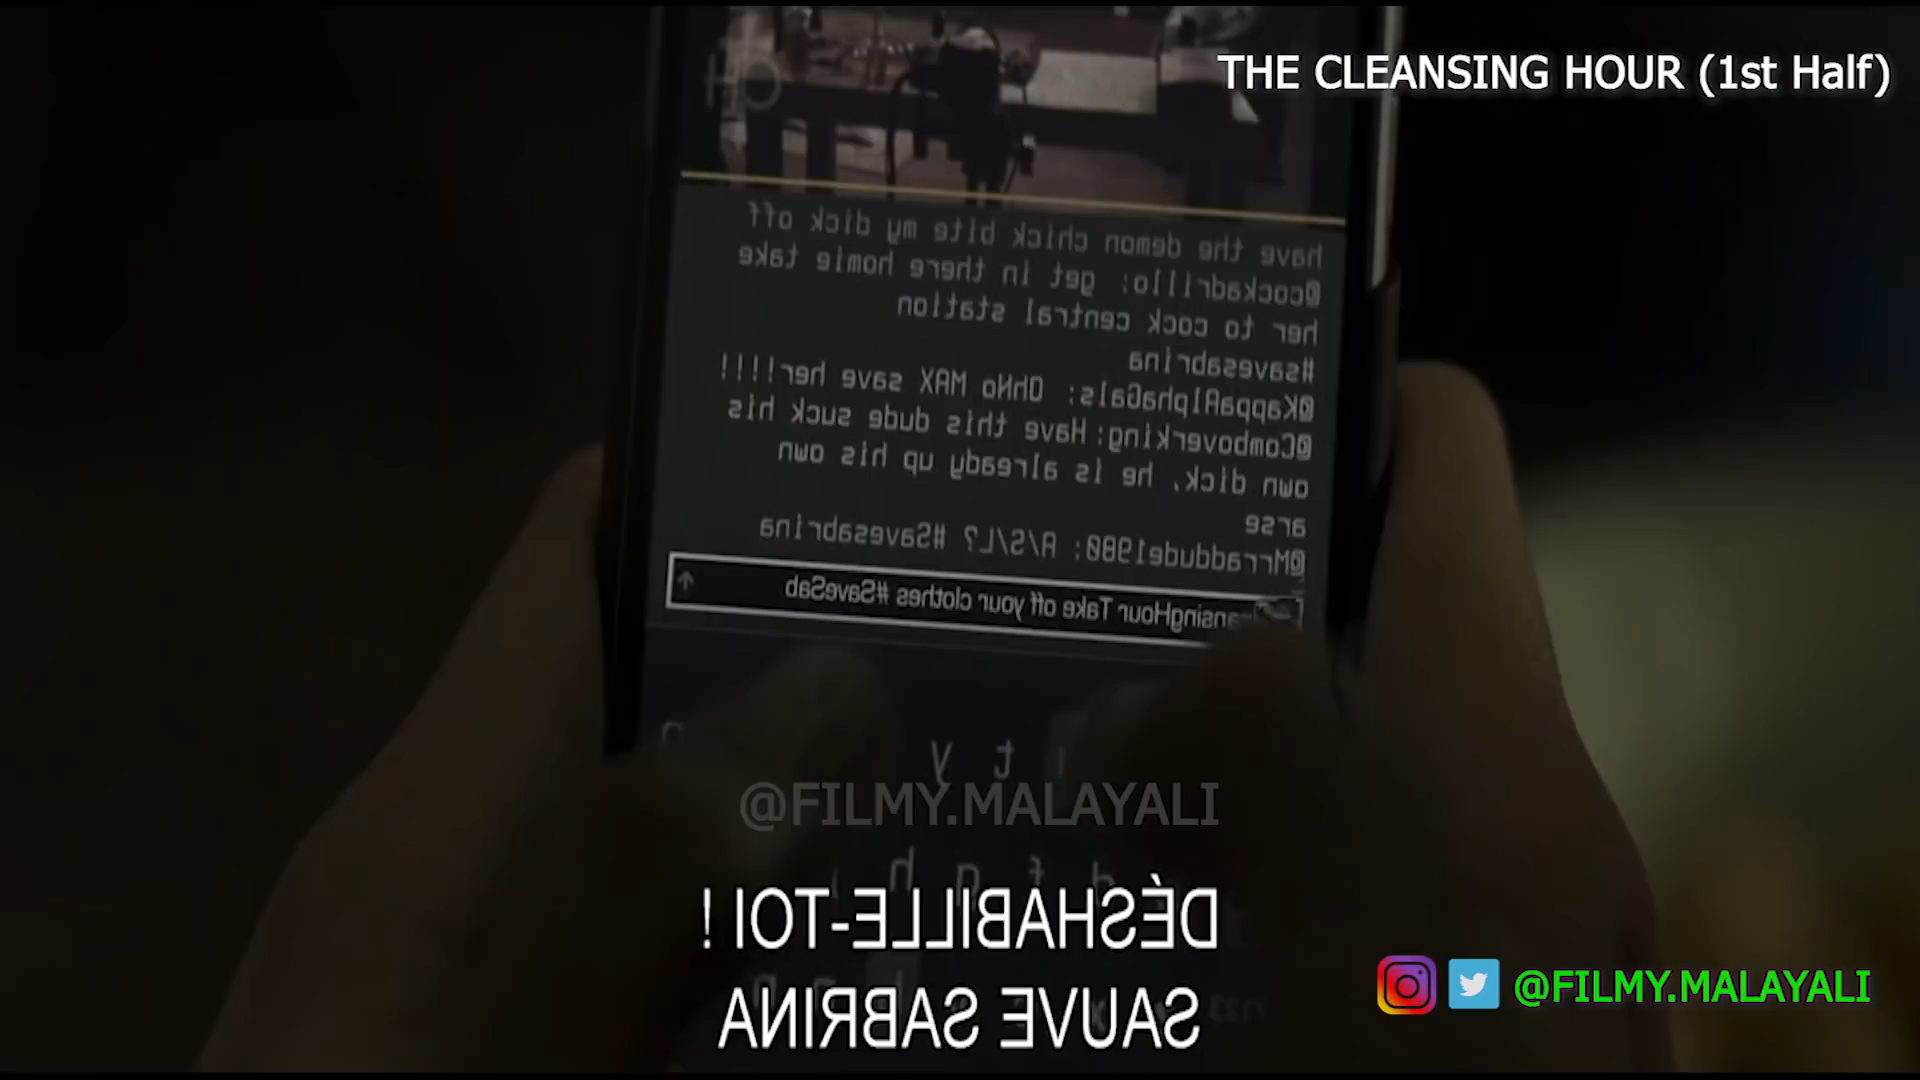 THE CLEANSING HOUR (1st Half)
have the demon chick bite my dick off
@cockadrillo: get in there homie take
her to cock central station
#savesabrina
@KappaAlphaGals: OhNo MAX save her!!!!
@Comboverking:Have this dude suck his
own dick, he is already up his own
arse
@Mrraddude1980: A/S/L? #Savesabrina
ansingHour Take off your clothes #SaveSab
t y
@FILMY.MALAYALI
d f g h
DÉSHABILLE-TOI !
SAUVE SABRINA
@FILMY.MALAYALI